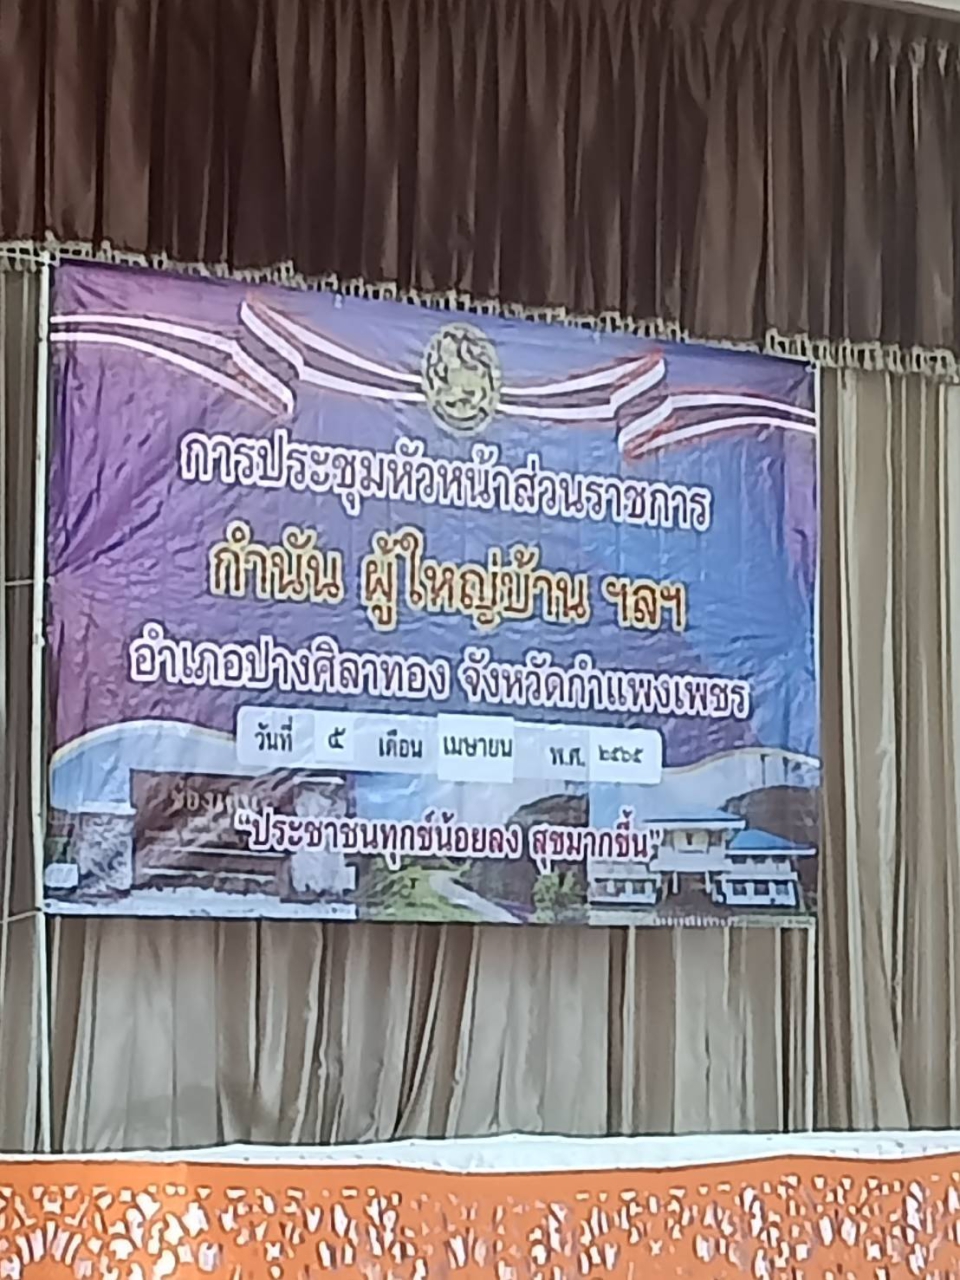 การประชุมหัวหน้าส่วนราชการ
กำนัน ผู้ใหญ่บ้าน ฯลฯ
อำเภอปางศิลาทอง จังหวัดกำแพงเพชร
วันที่ ๕ เดือน เมษายน พ.ศ. ๒๕๖๕
“ประชาชนทุกข์น้อยลง สุขมากขึ้น”